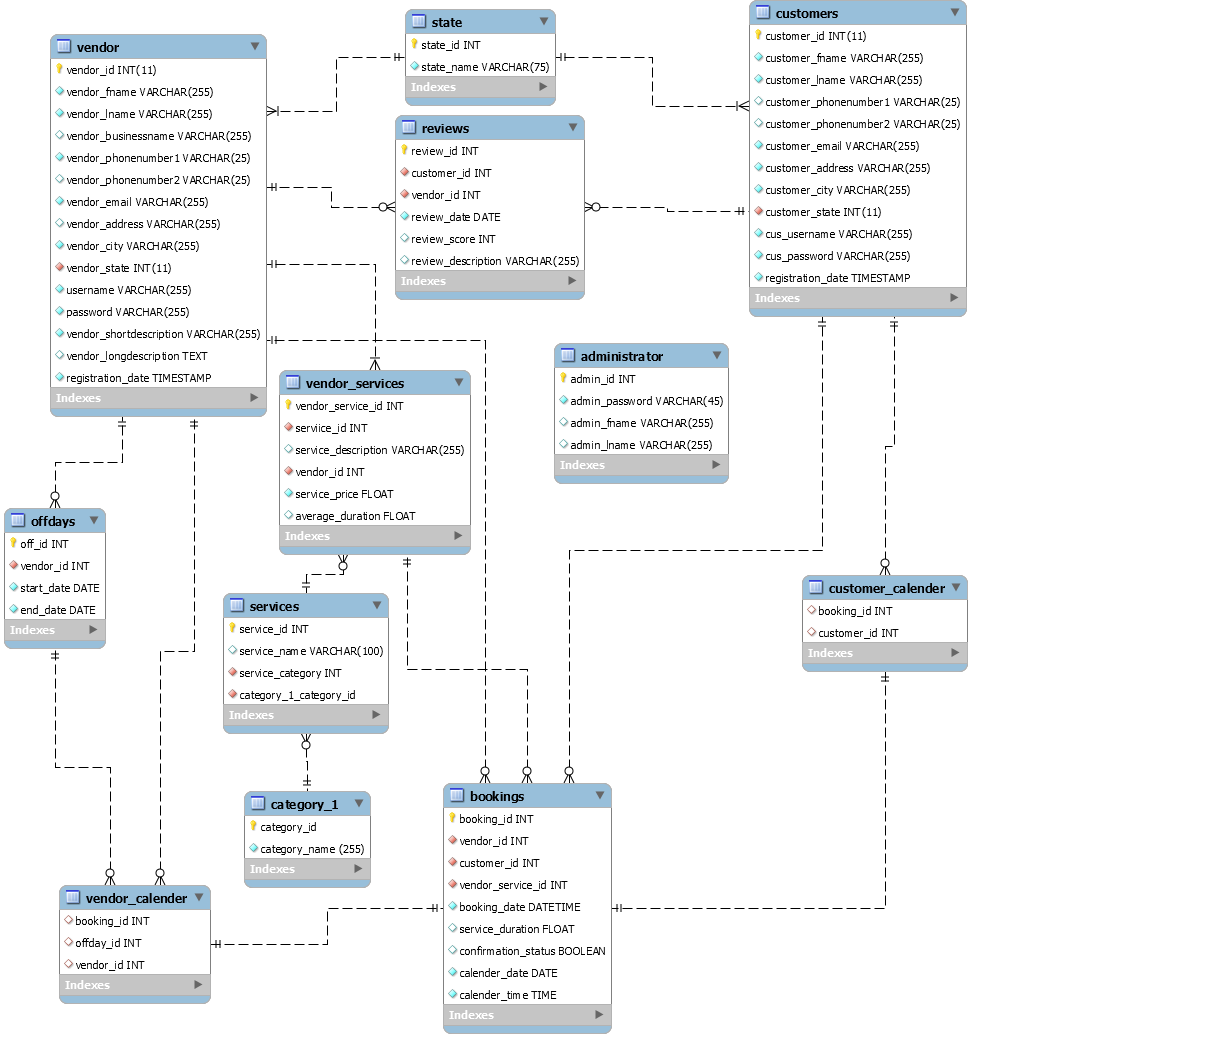 vendor
vendor_id INT(11)
vendor_fname VARCHAR(255)
vendor_lname VARCHAR(255)
vendor_businessname VARCHAR(255)
vendor_phonenumber1 VARCHAR(25)
vendor_phonenumber2 VARCHAR(25)
vendor_email VARCHAR(255)
vendor_address VARCHAR(255)
vendor_city VARCHAR(255)
vendor_state INT(11)
username VARCHAR(255)
password VARCHAR(255)
vendor_shortdescription VARCHAR(255)
vendor_longdescription TEXT
registration_date TIMESTAMP
Indexes
state
state_id INT
state_name VARCHAR(75)
Indexes
customers
customer_id INT(11)
customer_fname VARCHAR(255)
customer_lname VARCHAR(255)
customer_phonenumber1 VARCHAR(25)
customer_phonenumber2 VARCHAR(25)
customer_email VARCHAR(255)
customer_address VARCHAR(255)
customer_city VARCHAR(255)
customer_state INT(11)
cus_username VARCHAR(255)
cus_password VARCHAR(255)
registration_date TIMESTAMP
Indexes
reviews
review_id INT
customer_id INT
vendor_id INT
review_date DATE
review_score INT
review_description VARCHAR(255)
Indexes
vendor_services
vendor_service_id INT
serviice_id INT
service_description VARCHAR(255)
vendor_id INT
service_price FLOAT
average_duration FLOAT
Indexes
administrator
admin_id INT
admin_password VARCHAR(45)
admin_fname VARCHAR(255)
admin_lname VARCHAR(255)
Indexes
offdays
off_id INT
vendor_id INT
start_date DATE
end_date DATE
Indexes
services
service_id INT
service_name VARCHAR(100)
service_category INT
category_1_category_id
Indexes
customer_calender
booking_id INT
customer_id INT
Indexes
category_1
category_id
category_name (255)
Indexes
bookings
booking_id INT
vendor_id INT
customer_id INT
vendor_service_id INT
booking_date DATETIME
service_duration FLOAT
confirmation_status BOOLEAN
calender_date DATE
calender_time TIME
Indexes
vendor_calender
booking_id INT
offday_id INT
vendor_id INT
Indexes